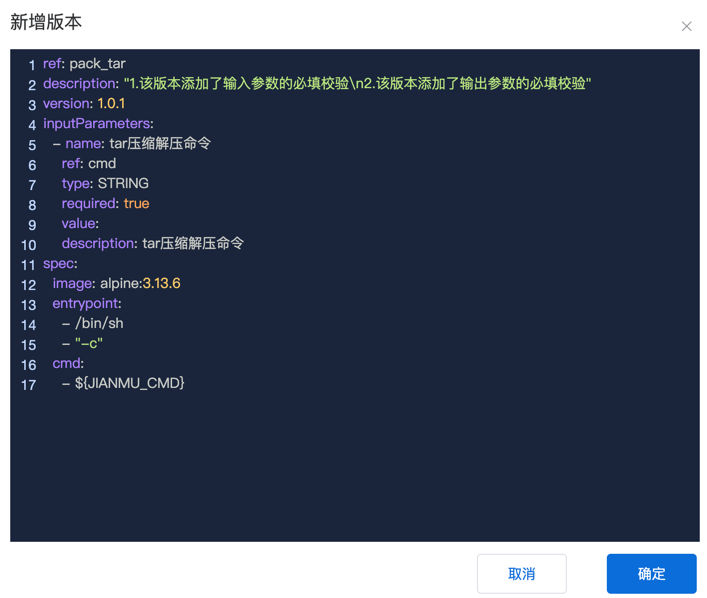 新增版本
1 ref: pack_tar
2 description: "1.该版本添加了输入参数的必填校验\n2.该版本添加了输出参数的必填校验"
3 version: 1.0.1
4 inputParameters:
5   - name: tar压缩解压命令
6     ref: cmd
7     type: STRING
8     required: true
9     value:
10     description: tar压缩解压命令
11 spec:
12   image: alpine:3.13.6
13   entrypoint:
14     - /bin/sh
15     - "-c"
16   cmd:
17     - ${JIANMU_CMD}
取消 确定